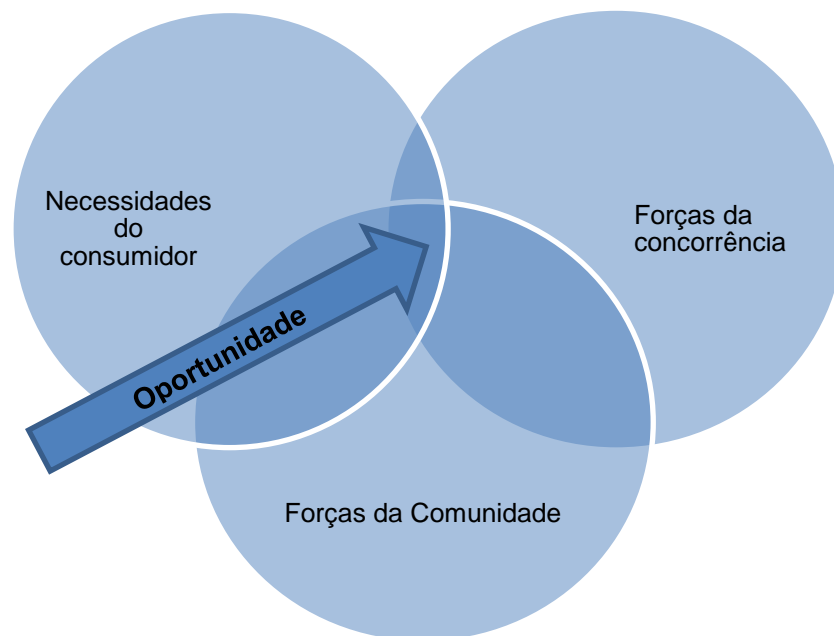 Necessidades
do
consumidor
Forças da
concorrência
Oportunidade
Forças da Comunidade